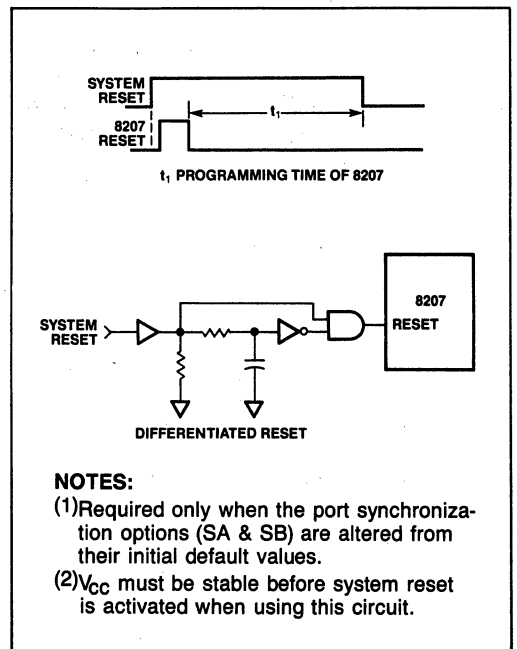 SYSTEM
RESET
t₁
8207
RESET
t₁ PROGRAMMING TIME OF 8207
8207
SYSTEM
RESET
RESET
DIFFERENTIATED RESET
NOTES:
(1)Required only when the port synchroniza-
tion options (SA & SB) are altered from
their initial default values.
(2)VCC must be stable before system reset
is activated when using this circuit.